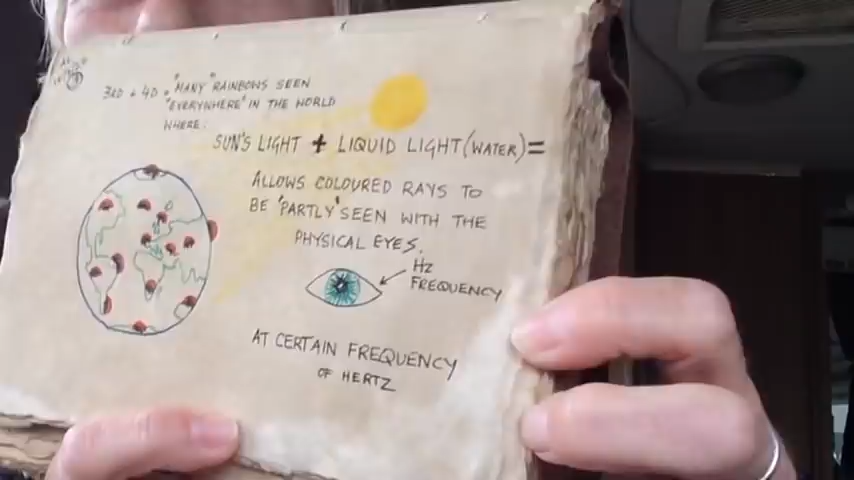 3RD + 4D = "MANY" RAINBOWS SEEN
"EVERYWHERE" IN THE WORLD
WHERE:
SUN'S LIGHT + LIQUID LIGHT (WATER) =
ALLOWS COLOURED RAYS TO
BE 'PARTLY' SEEN WITH THE
PHYSICAL EYES.
HZ
FREQUENCY
AT CERTAIN FREQUENCY
OF HERTZ